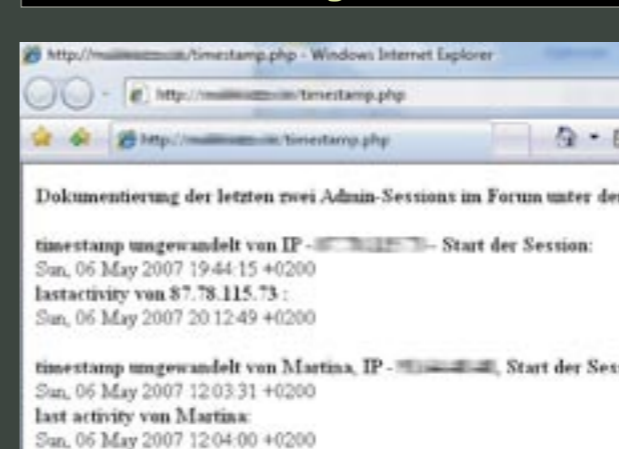 http:// /timestamp.php - Windows Internet Explorer
http:// /timestamp.php
http:// /timestamp.php
Dokumentierung der letzten zwei Admin-Sessions im Forum unter
timestamp umgewandelt von IP - - Start der Session:
Sun, 06 May 2007 19:44:15 +0200
lastactivity von 87.78.115.73 :
Sun, 06 May 2007 20:12:49 +0200
timestamp umgewandelt von Martina, IP - , Start der
Sun, 06 May 2007 12:03:31 +0200
last activity von Martina:
Sun, 06 May 2007 12:04:00 +0200